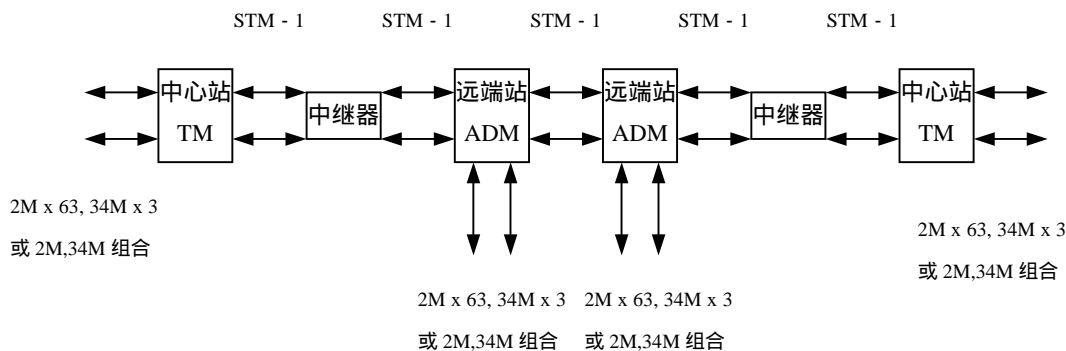 STM - 1 STM - 1 STM - 1 STM - 1 STM - 1
中心站 远端站 远端站 中心站
中继器 中继器
TM ADM ADM TM
2M x 63, 34M x 3
或 2M,34M 组合
2M x 63, 34M x 3
或 2M,34M 组合
2M x 63, 34M x 3 2M x 63, 34M x 3
或 2M,34M 组合 或 2M,34M 组合